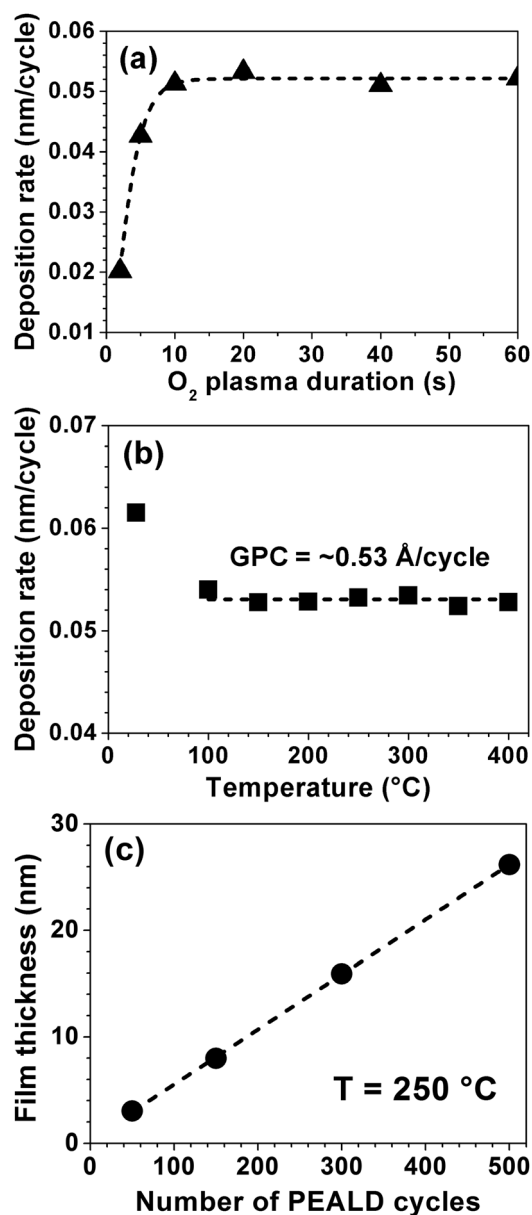 (a)
Deposition rate (nm/cycle)
0.06
0.05
0.04
0.03
0.02
0.01
0 10 20 30 40 50 60
O₂ plasma duration (s)
(b)
Deposition rate (nm/cycle)
0.07
0.06
0.05
0.04
GPC = ~0.53 Å/cycle
0 100 200 300 400
Temperature (°C)
(c)
Film thickness (nm)
30
20
10
0
T = 250 °C
0 100 200 300 400 500
Number of PEALD cycles